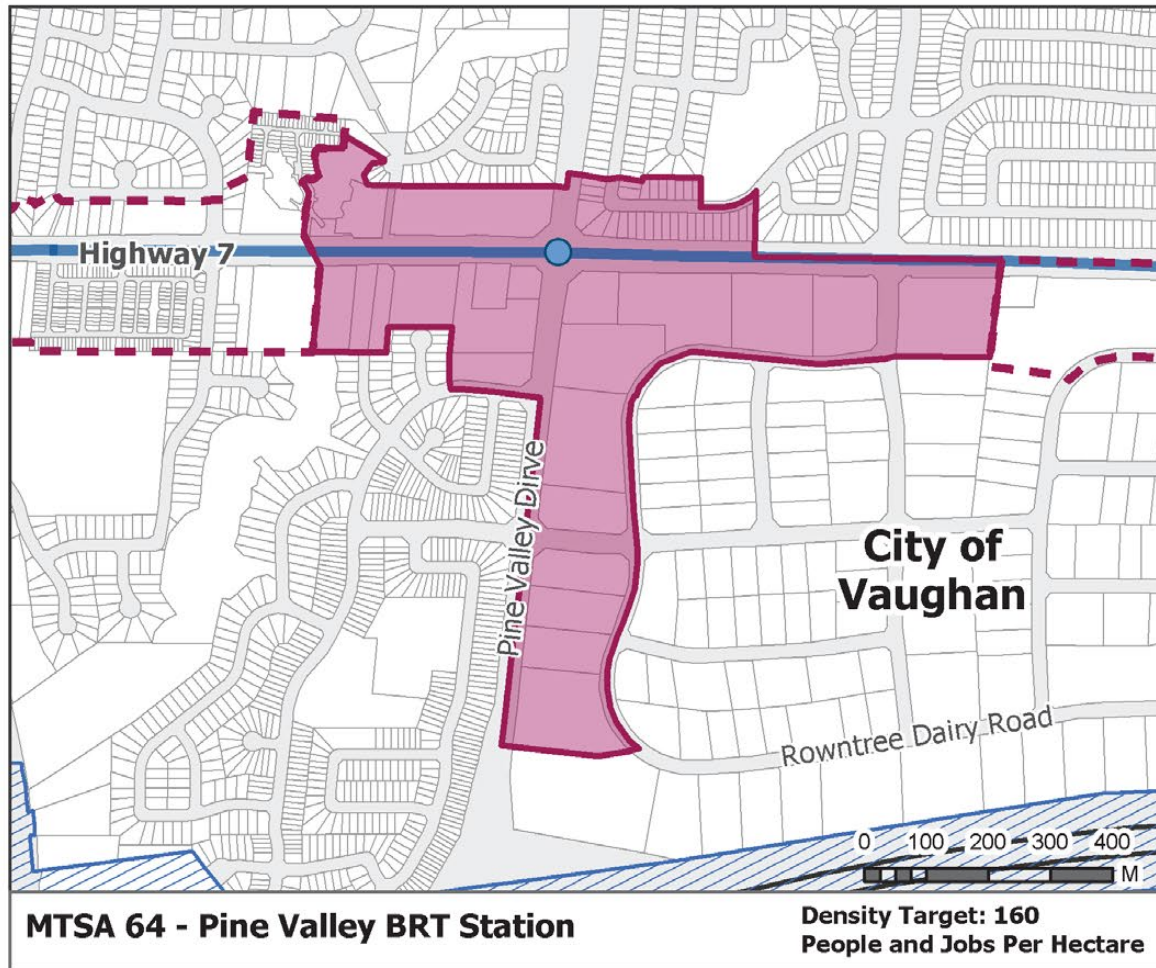 Highway 7
Pine Valley Dirve
City of
Vaughan
Rowntree Dairy Road
0 100 200 300 400
M
MTSA 64 - Pine Valley BRT Station
Density Target: 160
People and Jobs Per Hectare